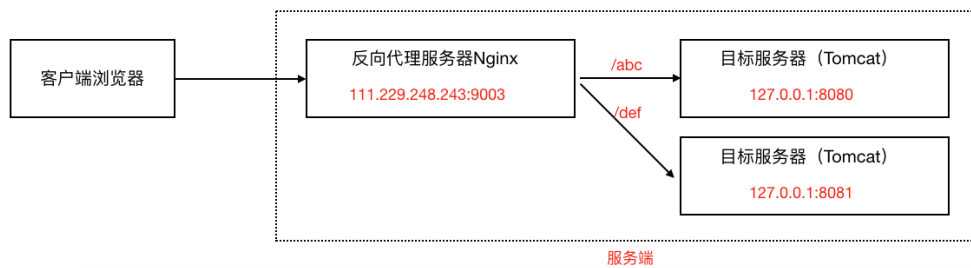 客户端浏览器
反向代理服务器Nginx
111.229.248.243:9003
/abc
/def
目标服务器（Tomcat）
127.0.0.1:8080
目标服务器（Tomcat）
127.0.0.1:8081
服务端